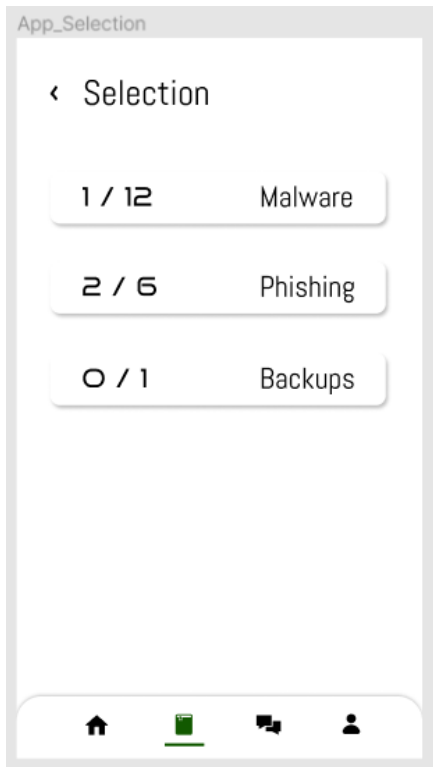 App_Selection
‹ Selection
1 / 12 Malware
2 / 6 Phishing
0 / 1 Backups